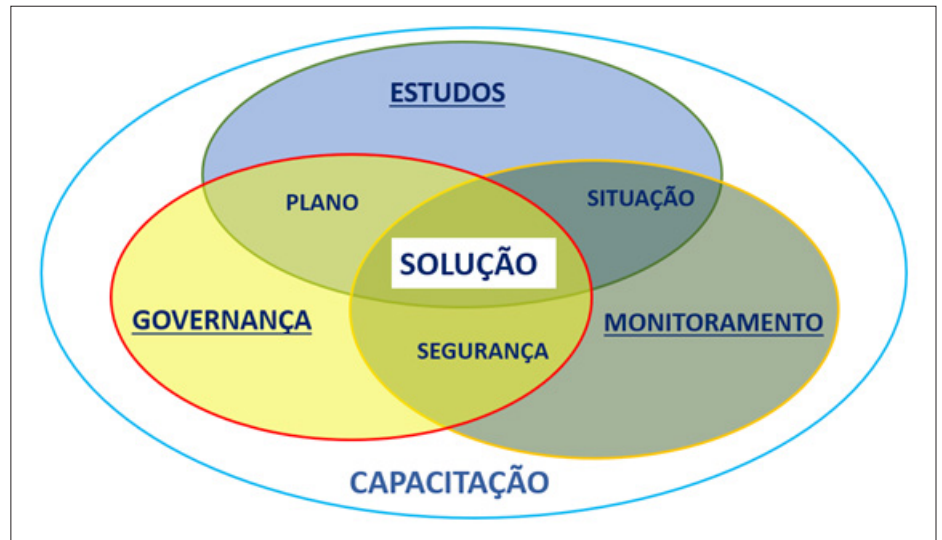 ESTUDOS
PLANO
SITUAÇÃO
SOLUÇÃO
GOVERNANÇA
MONITORAMENTO
SEGURANÇA
CAPACITAÇÃO